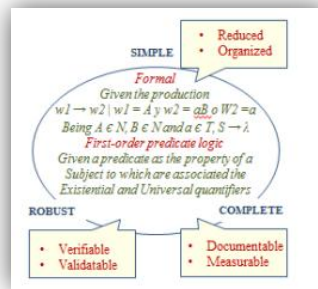 • Reduced
• Organized
SIMPLE
Formal
Given the production
w1 → w2 | w1 = A y w2 = aB o W2 =a
Being A є N, B є N and a є T, S → λ
First-order predicate logic
Given a predicate as the property of a
Subject to which are associated the
Existential and Universal quantifiers
ROBUST
COMPLETE
• Verifiable
• Validatable
• Documentable
• Measurable